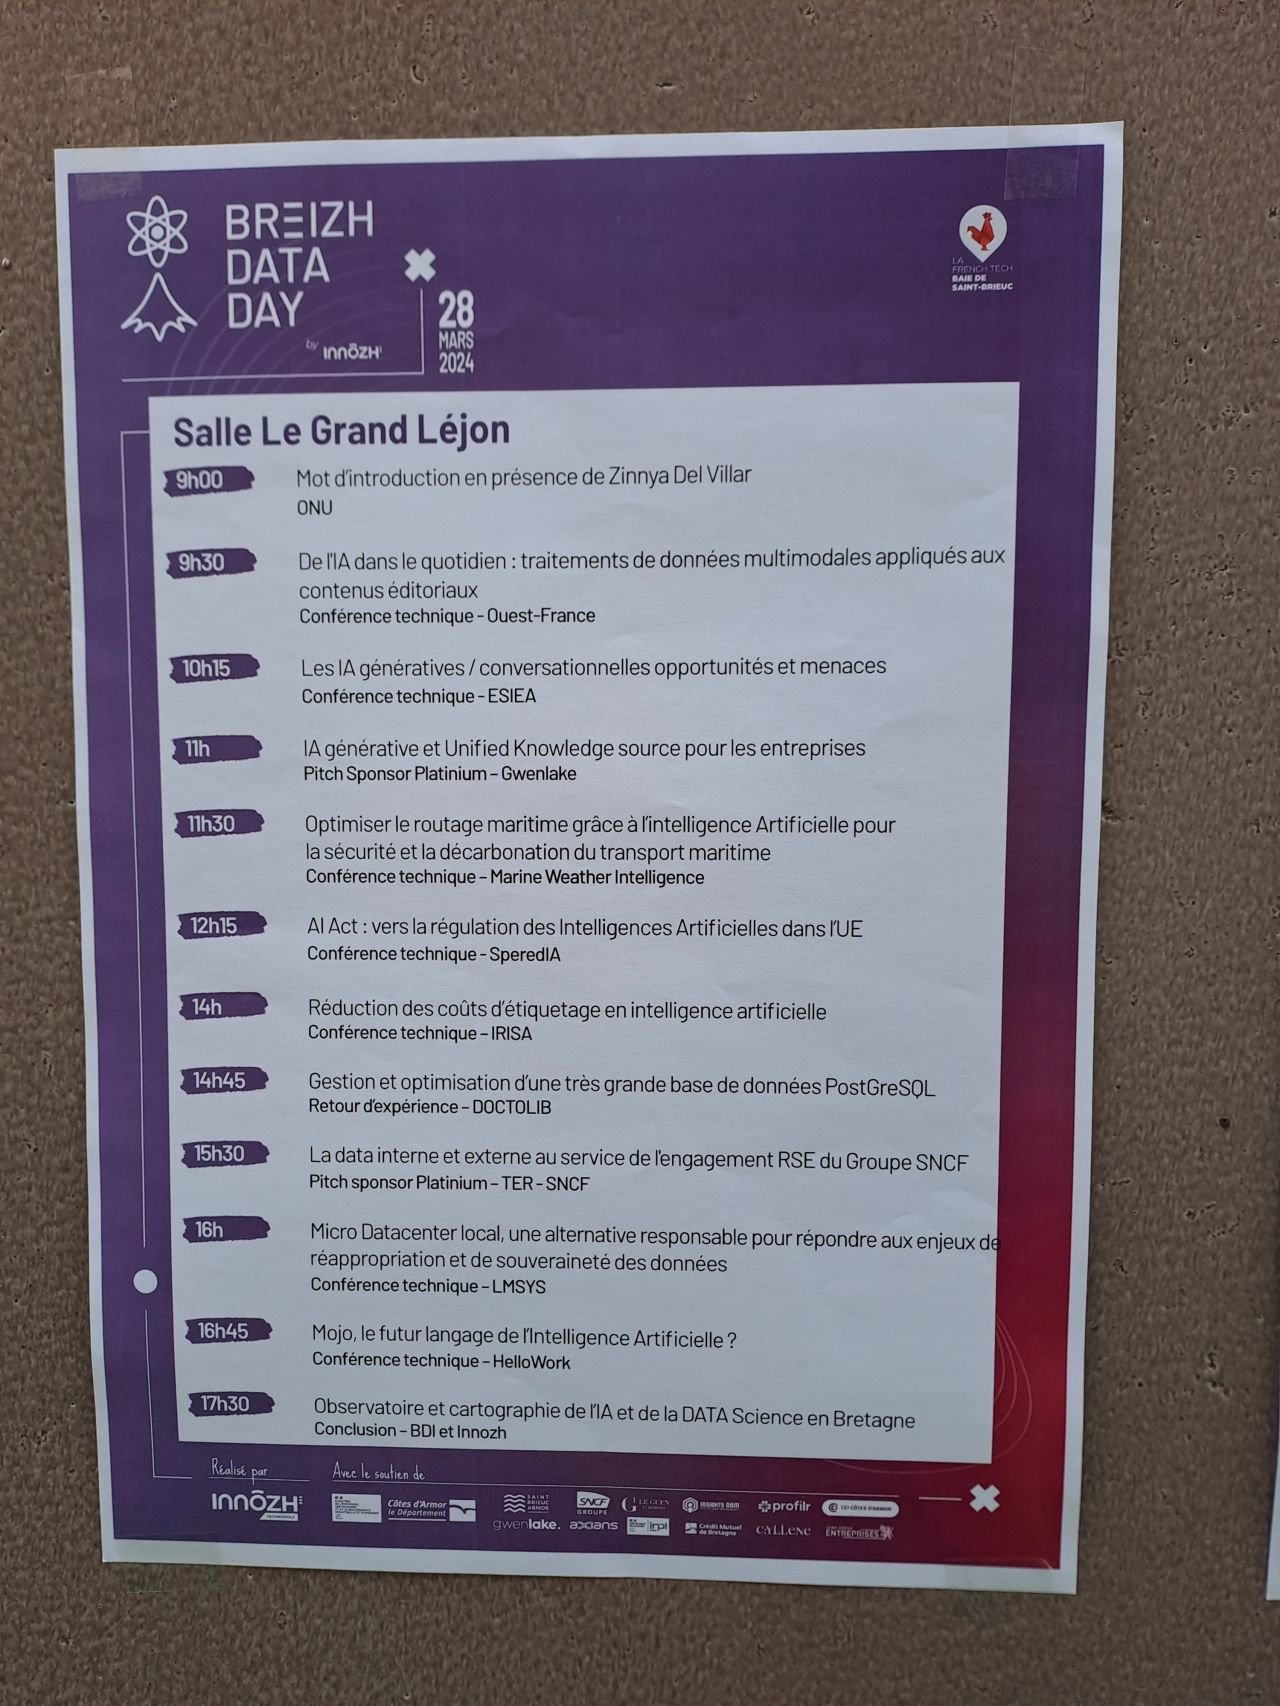 BREIZH
DATA
DAY
by INNÔZH'
28
MARS
2024
LA
FRENCH TECH
BAIE DE
SAINT-BRIEUC
Salle Le Grand Léjon
9h00 Mot d'introduction en présence de Zinnya Del Villar
ONU
9h30 De l'IA dans le quotidien : traitements de données multimodales appliqués aux
contenus éditoriaux
Conférence technique - Ouest-France
10h15 Les IA génératives / conversationnelles opportunités et menaces
Conférence technique - ESIEA
11h IA générative et Unified Knowledge source pour les entreprises
Pitch Sponsor Platinium – Gwenlake
11h30 Optimiser le routage maritime grâce à l'intelligence Artificielle pour
la sécurité et la décarbonation du transport maritime
Conférence technique – Marine Weather Intelligence
12h15 AI Act : vers la régulation des Intelligences Artificielles dans l'UE
Conférence technique - SperedIA
14h Réduction des coûts d'étiquetage en intelligence artificielle
Conférence technique – IRISA
14h45 Gestion et optimisation d'une très grande base de données PostGreSQL
Retour d'expérience – DOCTOLIB
15h30 La data interne et externe au service de l'engagement RSE du Groupe SNCF
Pitch sponsor Platinium – TER - SNCF
16h Micro Datacenter local, une alternative responsable pour répondre aux enjeux de
réappropriation et de souveraineté des données
Conférence technique – LMSYS
16h45 Mojo, le futur langage de l'Intelligence Artificielle ?
Conférence technique – HelloWork
17h30 Observatoire et cartographie de l'IA et de la DATA Science en Bretagne
Conclusion – BDI et Innozh
Réalisé par
Avec le soutien de
INNÔZH
TECHNOPOLE
Côtes d'Armor
le Département
SAINT
BRIEUC
ARMOR
SNCF
GROUPE
LE GUEN
INSIGHTS DOM
profilr
CCI CÔTES D'ARMOR
gwenlake.
axians
inpi
Crédit Mutuel
de Bretagne
CYLLENE
ENTREPRISES